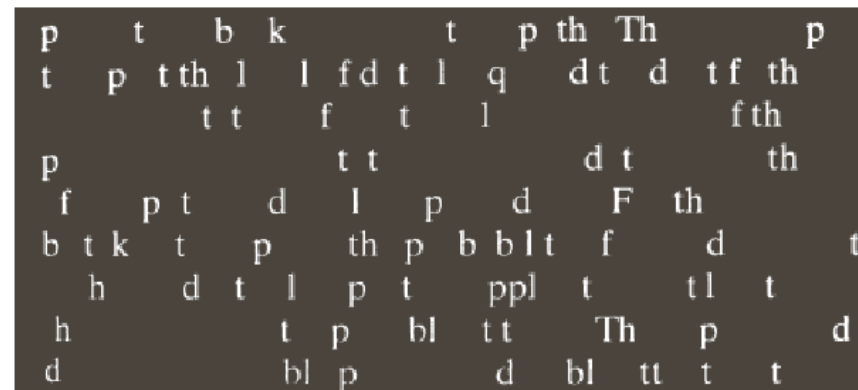 p t b k t p th Th p
t p t th l l f d t l q d t d t f th
t t f t l f th
p t t d t th
f p t d l p d F th
b t k t p th p b b l t f d t
h d t l p t ppl t t l t
h t p bl t t Th p d
d bl p d bl tt t t